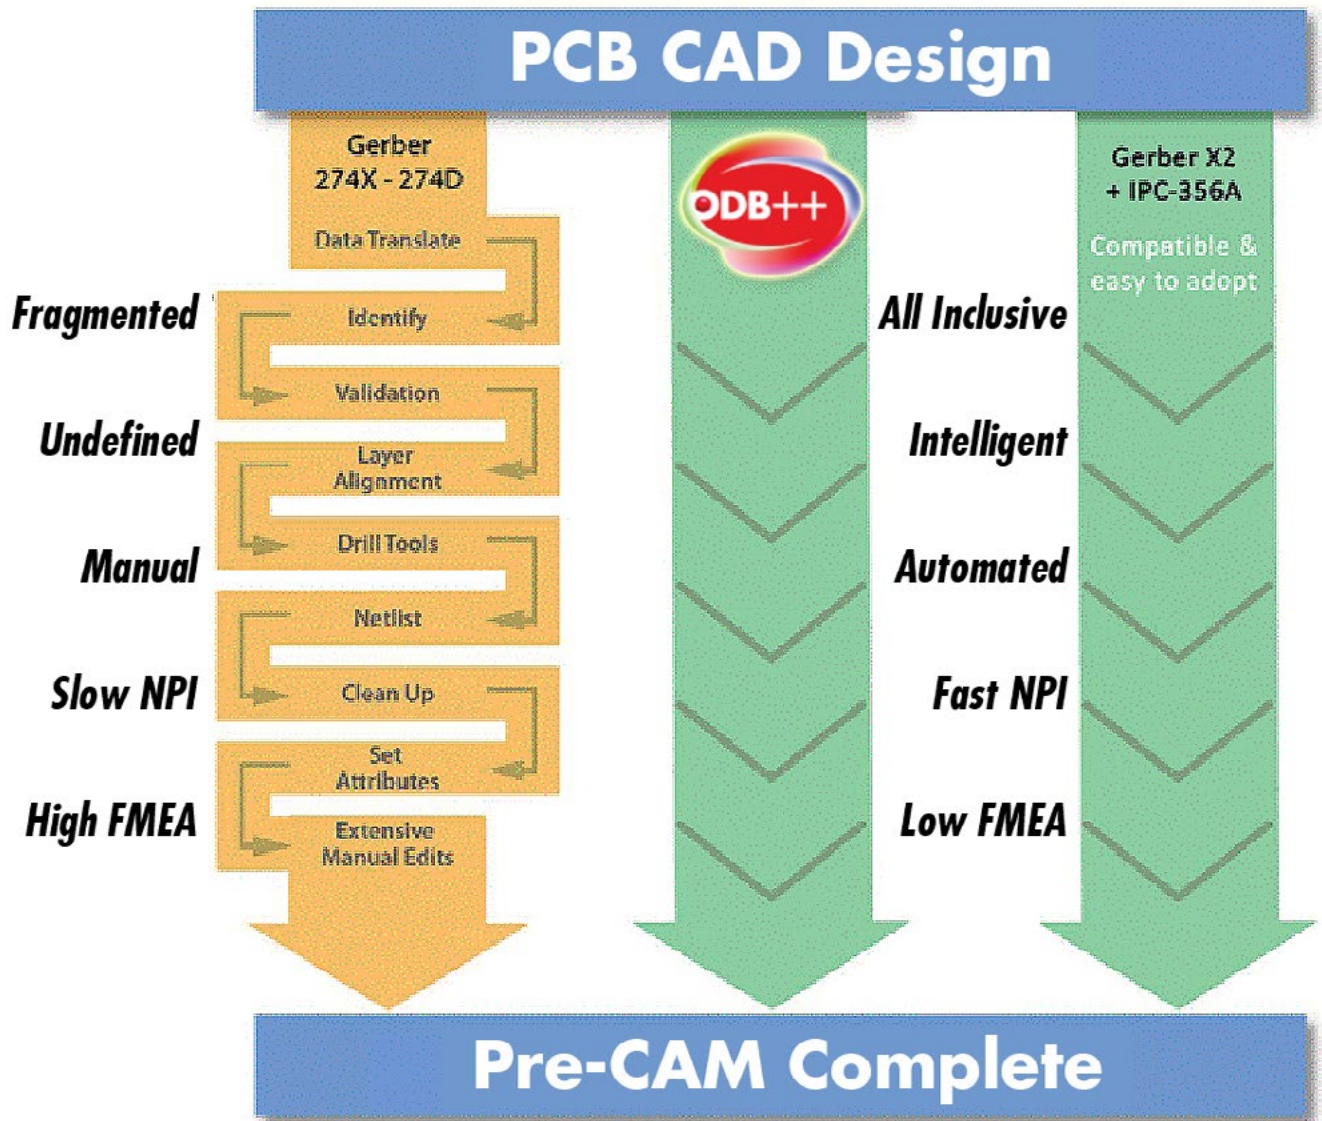 PCB CAD Design
Gerber
274X - 274D
Data Translate
Identify
Validation
Layer
Alignment
Drill Tools
Netlist
Clean Up
Set
Attributes
Extensive
Manual Edits
Fragmented
Undefined
Manual
Slow NPI
High FMEA
ODB++
All Inclusive
Intelligent
Automated
Fast NPI
Low FMEA
Gerber X2
+ IPC-356A
Compatible &
easy to adopt
Pre-CAM Complete